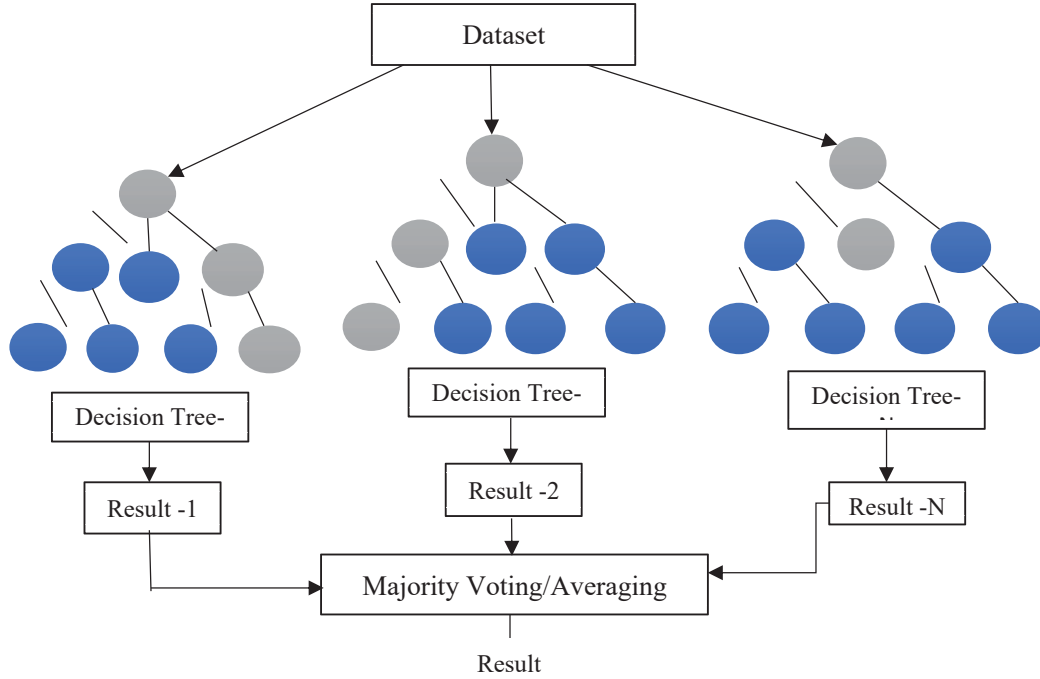 Dataset
Decision Tree-
Decision Tree-
Decision Tree-
Result -1
Result -2
Result -N
Majority Voting/Averaging
Result